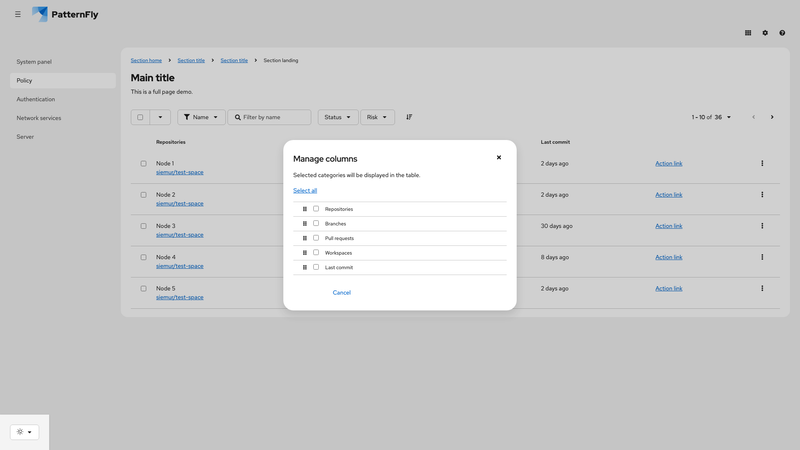 PatternFly
System panel
Policy
Authentication
Network services
Server
Section home
Section title
Section title
Section landing
Main title
This is a full page demo.
Name
Filter by name
Status
Risk
1 - 10 of 36
Repositories
Last commit
Node 1
siemur/test-space
2 days ago
Action link
Node 2
siemur/test-space
2 days ago
Action link
Node 3
siemur/test-space
30 days ago
Action link
Node 4
siemur/test-space
8 days ago
Action link
Node 5
siemur/test-space
2 days ago
Action link
Manage columns
Selected categories will be displayed in the table.
Select all
Repositories
Branches
Pull requests
Workspaces
Last commit
Cancel